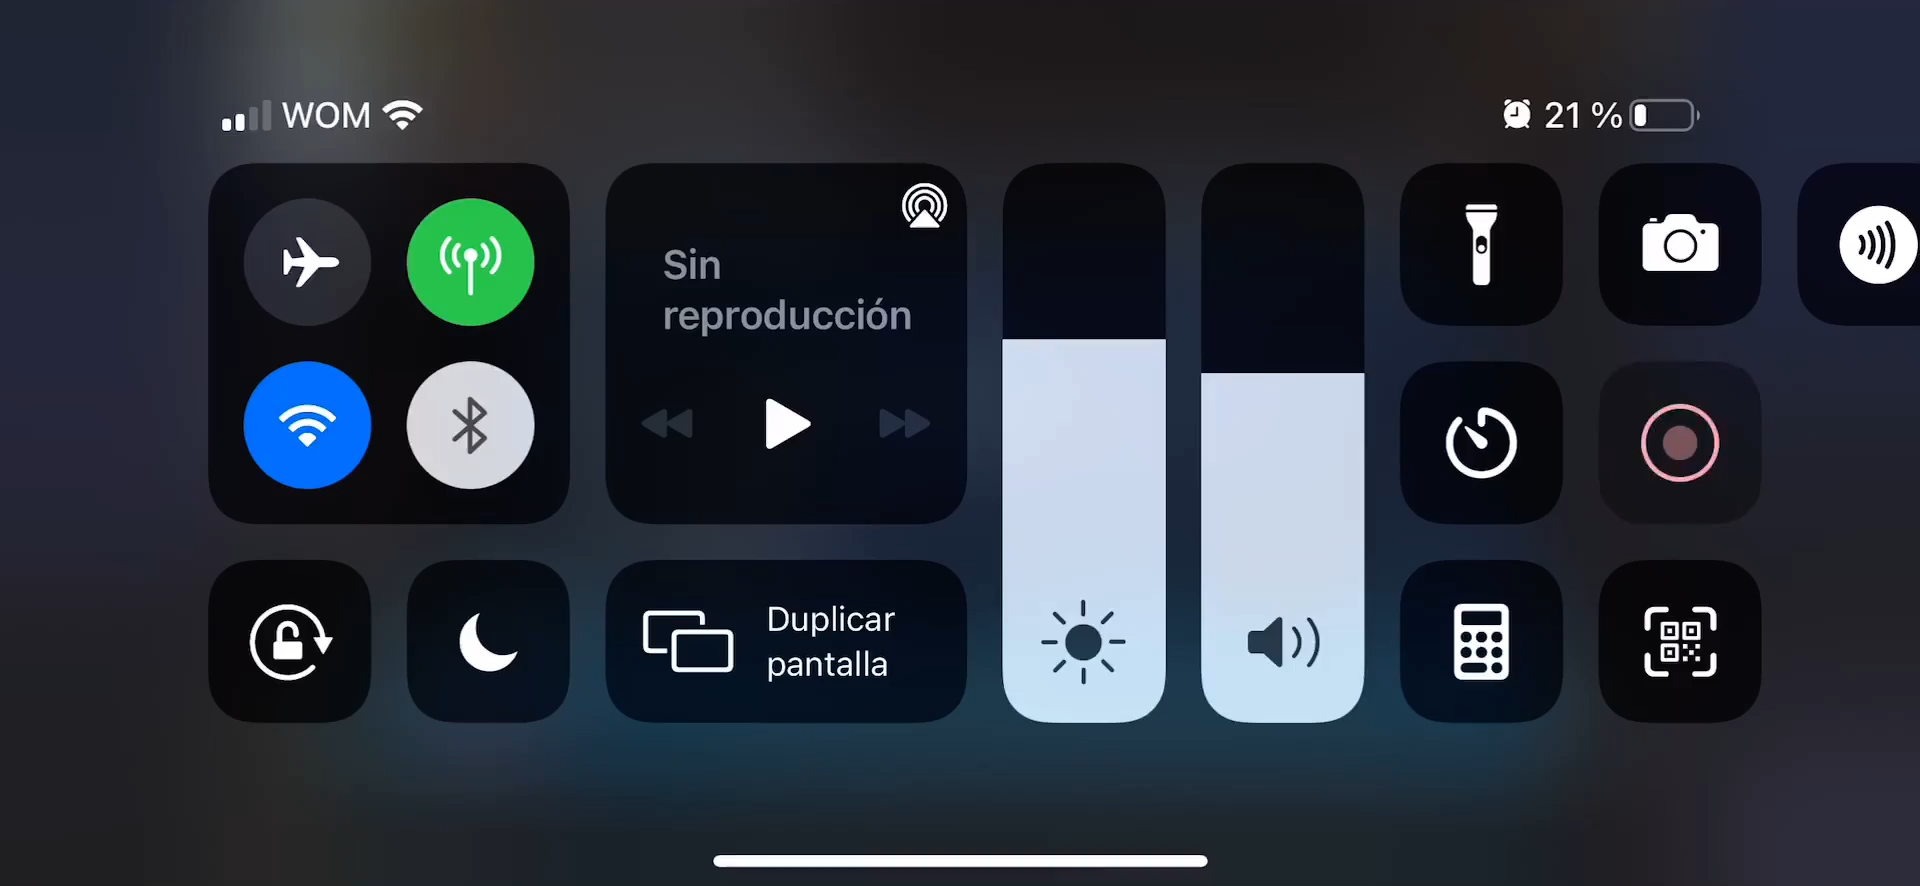 WOM
21 %
Sin
reproducción
Duplicar
pantalla